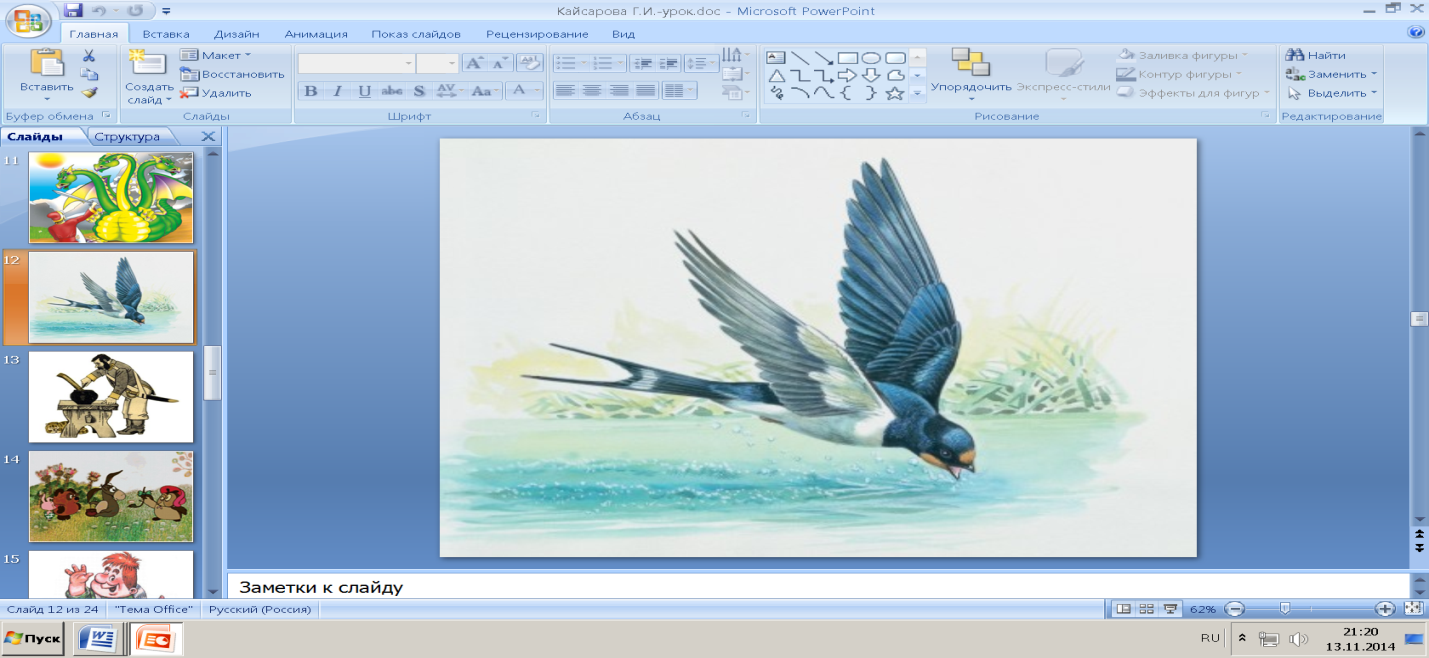 Кайсарова Г.И.-урок.doc - Microsoft PowerPoint
Главная Вставка Дизайн Анимация Показ слайдов Рецензирование Вид
Вставить
Создать слайд
Макет
Восстановить
Удалить
B I U abc S AV Aa A
Упорядочить
Экспресс-стили
Заливка фигуры
Контур фигуры
Эффекты для фигур
Найти
Заменить
Выделить
Буфер обмена Слайды Шрифт Абзац Рисование Редактирование
Слайды Структура
11
12
13
14
15
Заметки к слайду
Слайд 12 из 24 "Тема Office" Русский (Россия) 62%
Пуск RU 21:20
13.11.2014